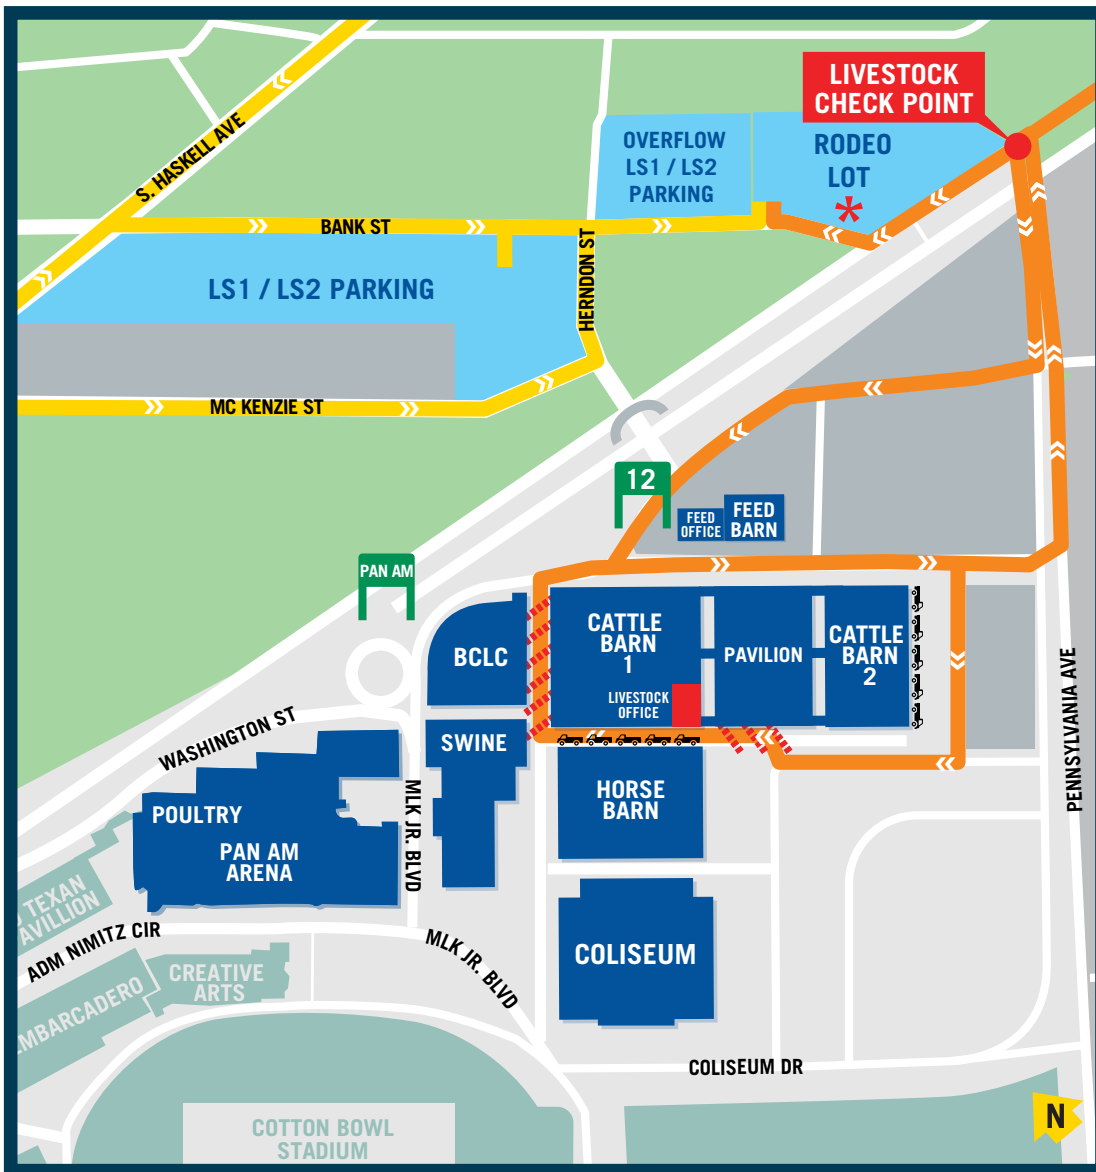 LIVESTOCK
CHECK POINT
S. HASKELL AVE
OVERFLOW
LS1 / LS2
PARKING
RODEO
LOT
*
BANK ST
HERNDON ST
LS1 / LS2 PARKING
MC KENZIE ST
12
FEED
OFFICE
FEED
BARN
PAN AM
BCLC
CATTLE
BARN
1
PAVILION
CATTLE
BARN
2
LIVESTOCK
OFFICE
WASHINGTON ST
SWINE
PENNSYLVANIA AVE
MLK JR. BLVD
HORSE
BARN
POULTRY
PAN AM
ARENA
TEXAN
ADM NIMITZ CIR
MLK JR. BLVD
COLISEUM
CREATIVE
ARTS
COLISEUM DR
N
COTTON BOWL
STADIUM